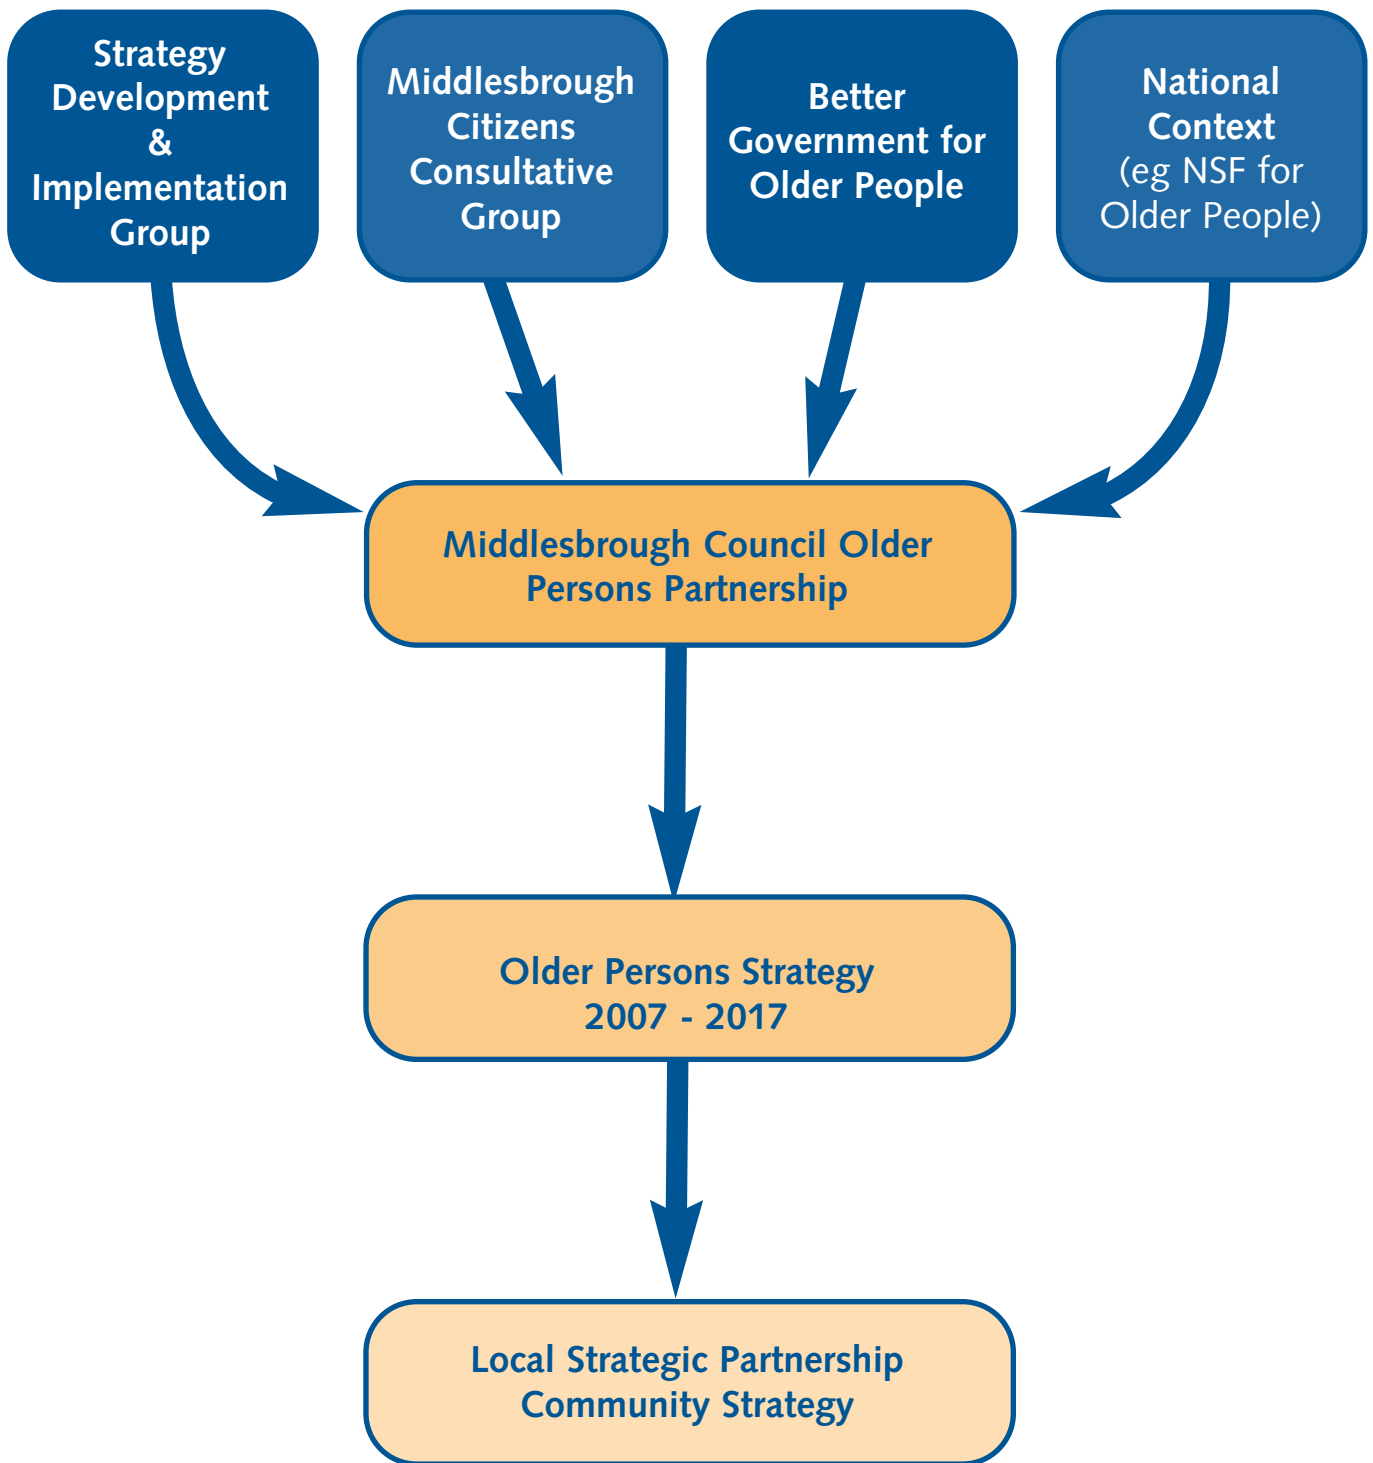 Strategy
Development
&
Implementation
Group
Middlesbrough
Citizens
Consultative
Group
Better
Government for
Older People
National
Context
(eg NSF for
Older People)
Middlesbrough Council Older
Persons Partnership
Older Persons Strategy
2007 - 2017
Local Strategic Partnership
Community Strategy